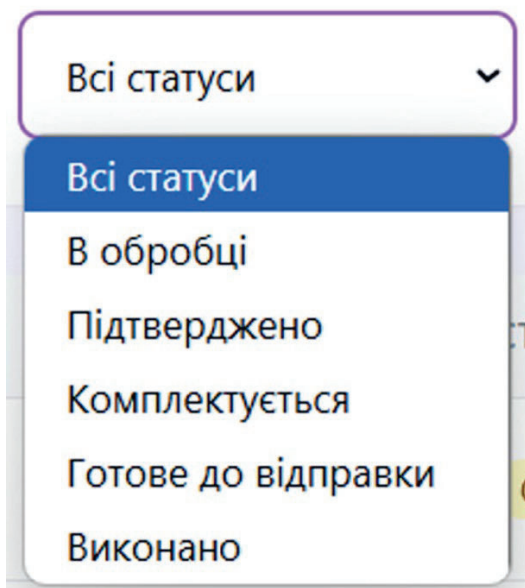 Всі статуси
Всі статуси
В обробці
Підтверджено
Комплектується
Готове до відправки
Виконано